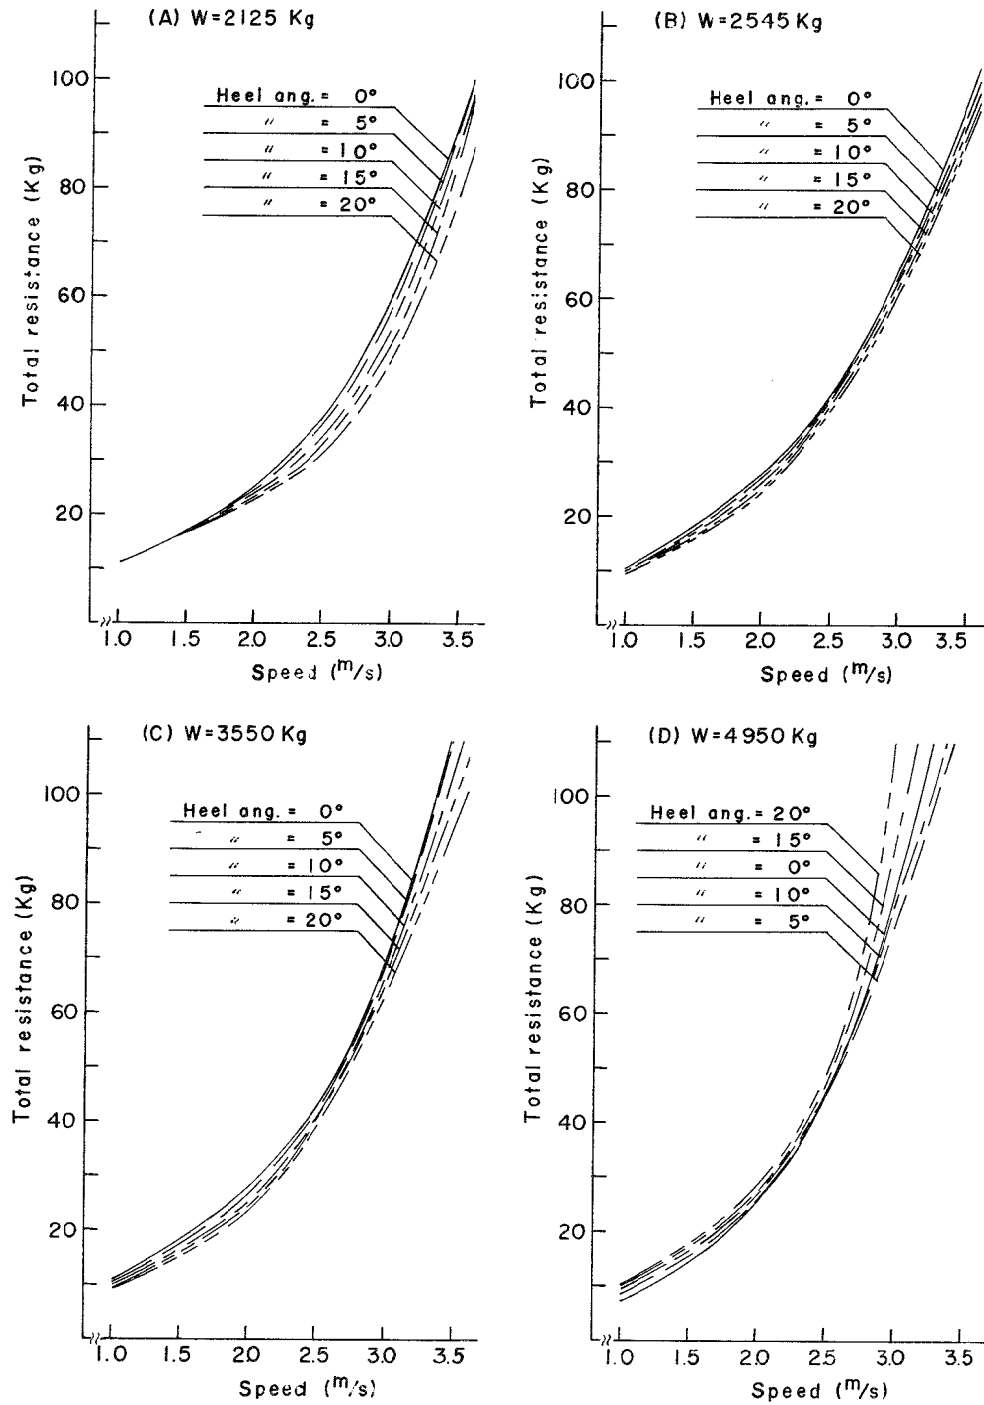 (A) W=2125 Kg
Total resistance (Kg)
100
80
60
40
20
Heel ang. = 0°
〃 = 5°
〃 = 10°
〃 = 15°
〃 = 20°
1.0 1.5 2.0 2.5 3.0 3.5
Speed (m/s)
(B) W=2545 Kg
Total resistance (Kg)
100
80
60
40
20
Heel ang. = 0°
〃 = 5°
〃 = 10°
〃 = 15°
〃 = 20°
1.0 1.5 2.0 2.5 3.0 3.5
Speed (m/s)
(C) W=3550 Kg
Total resistance (Kg)
100
80
60
40
20
Heel ang. = 0°
〃 = 5°
〃 = 10°
〃 = 15°
〃 = 20°
1.0 1.5 2.0 2.5 3.0 3.5
Speed (m/s)
(D) W=4950 Kg
Total resistance (Kg)
100
80
60
40
20
Heel ang. = 20°
〃 = 15°
〃 = 0°
〃 = 10°
〃 = 5°
1.0 1.5 2.0 2.5 3.0 3.5
Speed (m/s)